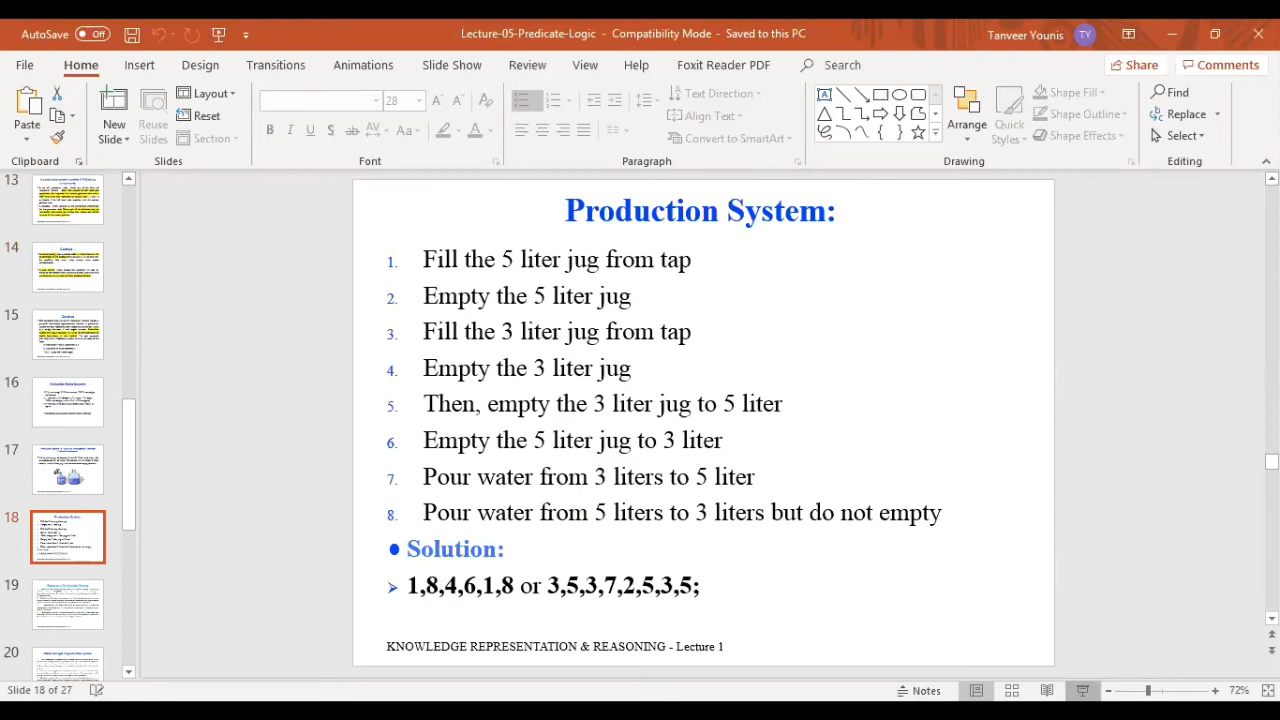 AutoSave Off Lecture-05-Predicate-Logic - Compatibility Mode - Saved to this PC Tanveer Younis TY
File Home Insert Design Transitions Animations Slide Show Review View Help Foxit Reader PDF Search Share Comments
Paste New Slide Reuse Slides Layout Reset Section 28 Text Direction Align Text Convert to SmartArt Arrange Quick Styles Shape Fill Shape Outline Shape Effects Find Replace Select
Clipboard Slides Font Paragraph Drawing Editing
13
14
15
16
17
18
19
20
Production System:
1. Fill the 5 liter jug from tap
2. Empty the 5 liter jug
3. Fill the 3 liter jug from tap
4. Empty the 3 liter jug
5. Then, empty the 3 liter jug to 5 liter
6. Empty the 5 liter jug to 3 liter
7. Pour water from 3 liters to 5 liter
8. Pour water from 5 liters to 3 liters but do not empty
Solution:
1,8,4,6,1,8 or 3,5,3,7,2,5,3,5;
KNOWLEDGE REPRESENTATION & REASONING - Lecture 1
Slide 18 of 27 Notes 72%